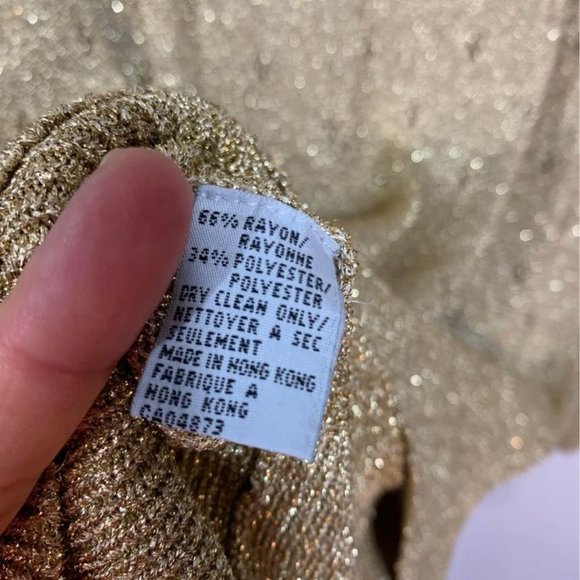 66% RAYON/
RAYONNE
34% POLYESTER/
POLYESTER
DRY CLEAN ONLY/
NETTOYER A SEC
SEULEMENT
MADE IN HONG KONG
FABRIQUE A
HONG KONG
CA04873